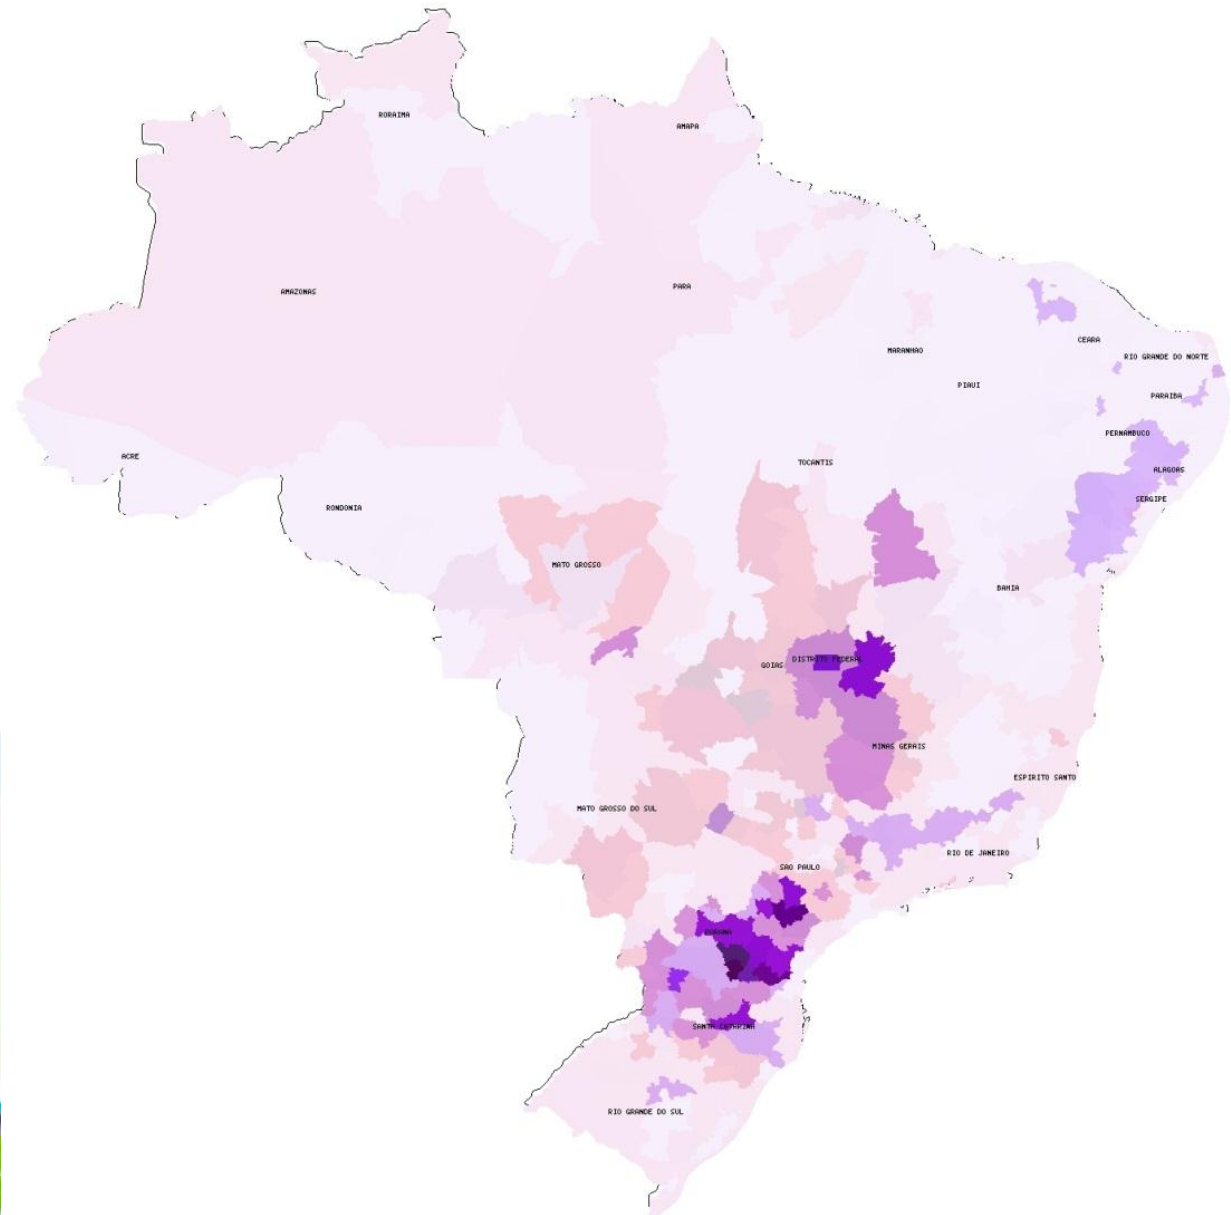 RORAIMA
AMAPA
AMAZONAS
PARA
CEARA
MARANHAO
RIO GRANDE DO NORTE
PIAUI
PARAIBA
PERNAMBUCO
ACRE
TOCANTIS
ALAGOAS
SERGIPE
RONDONIA
MATO GROSSO
BAHIA
DISTRITO FEDERAL
GOIAS
MINAS GERAIS
ESPIRITO SANTO
MATO GROSSO DO SUL
RIO DE JANEIRO
SAO PAULO
PARANA
SANTA CATARINA
RIO GRANDE DO SUL